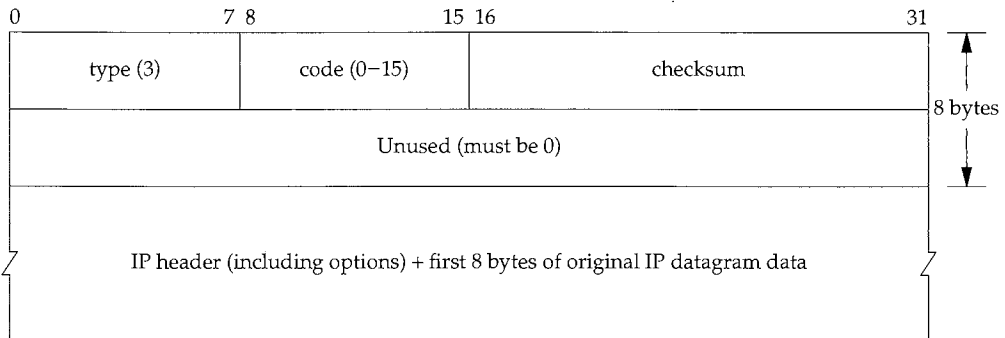 0 7 8 15 16 31
type (3) code (0–15) checksum
8 bytes
Unused (must be 0)
IP header (including options) + first 8 bytes of original IP datagram data